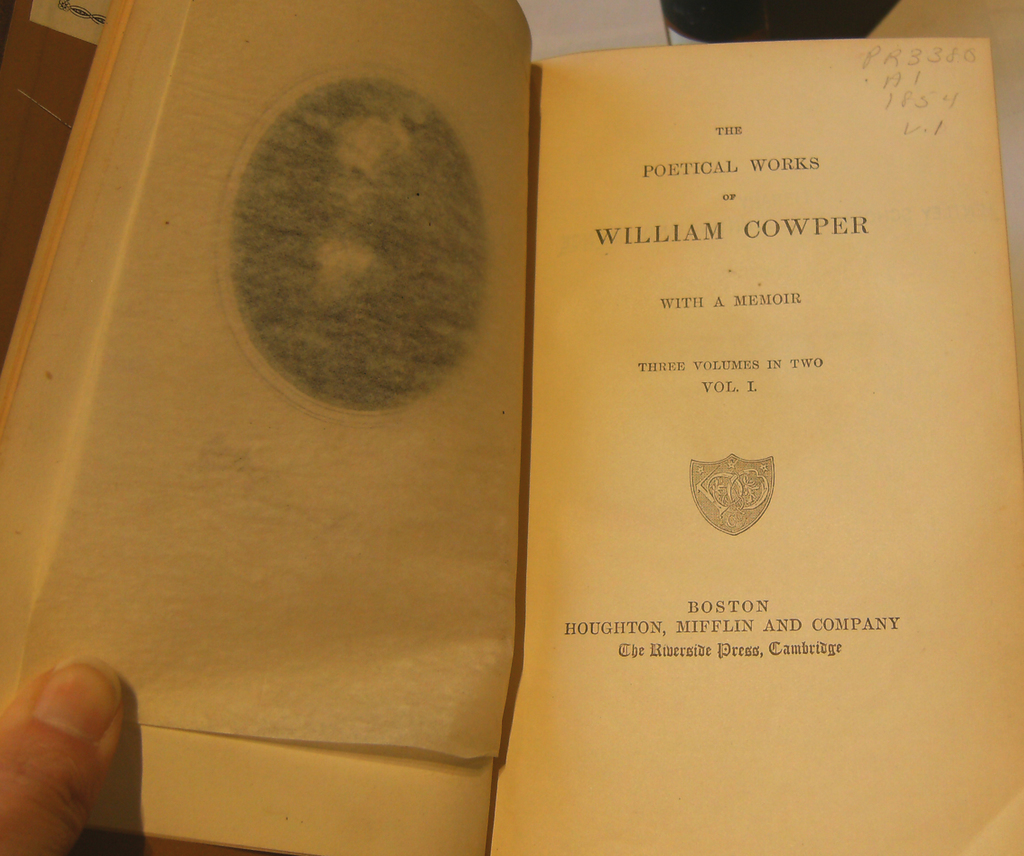 PR3380
.A1
1854
v.1
THE
POETICAL WORKS
OF
WILLIAM COWPER
WITH A MEMOIR
THREE VOLUMES IN TWO
VOL. I.
BOSTON
HOUGHTON, MIFFLIN AND COMPANY
The Riverside Press, Cambridge